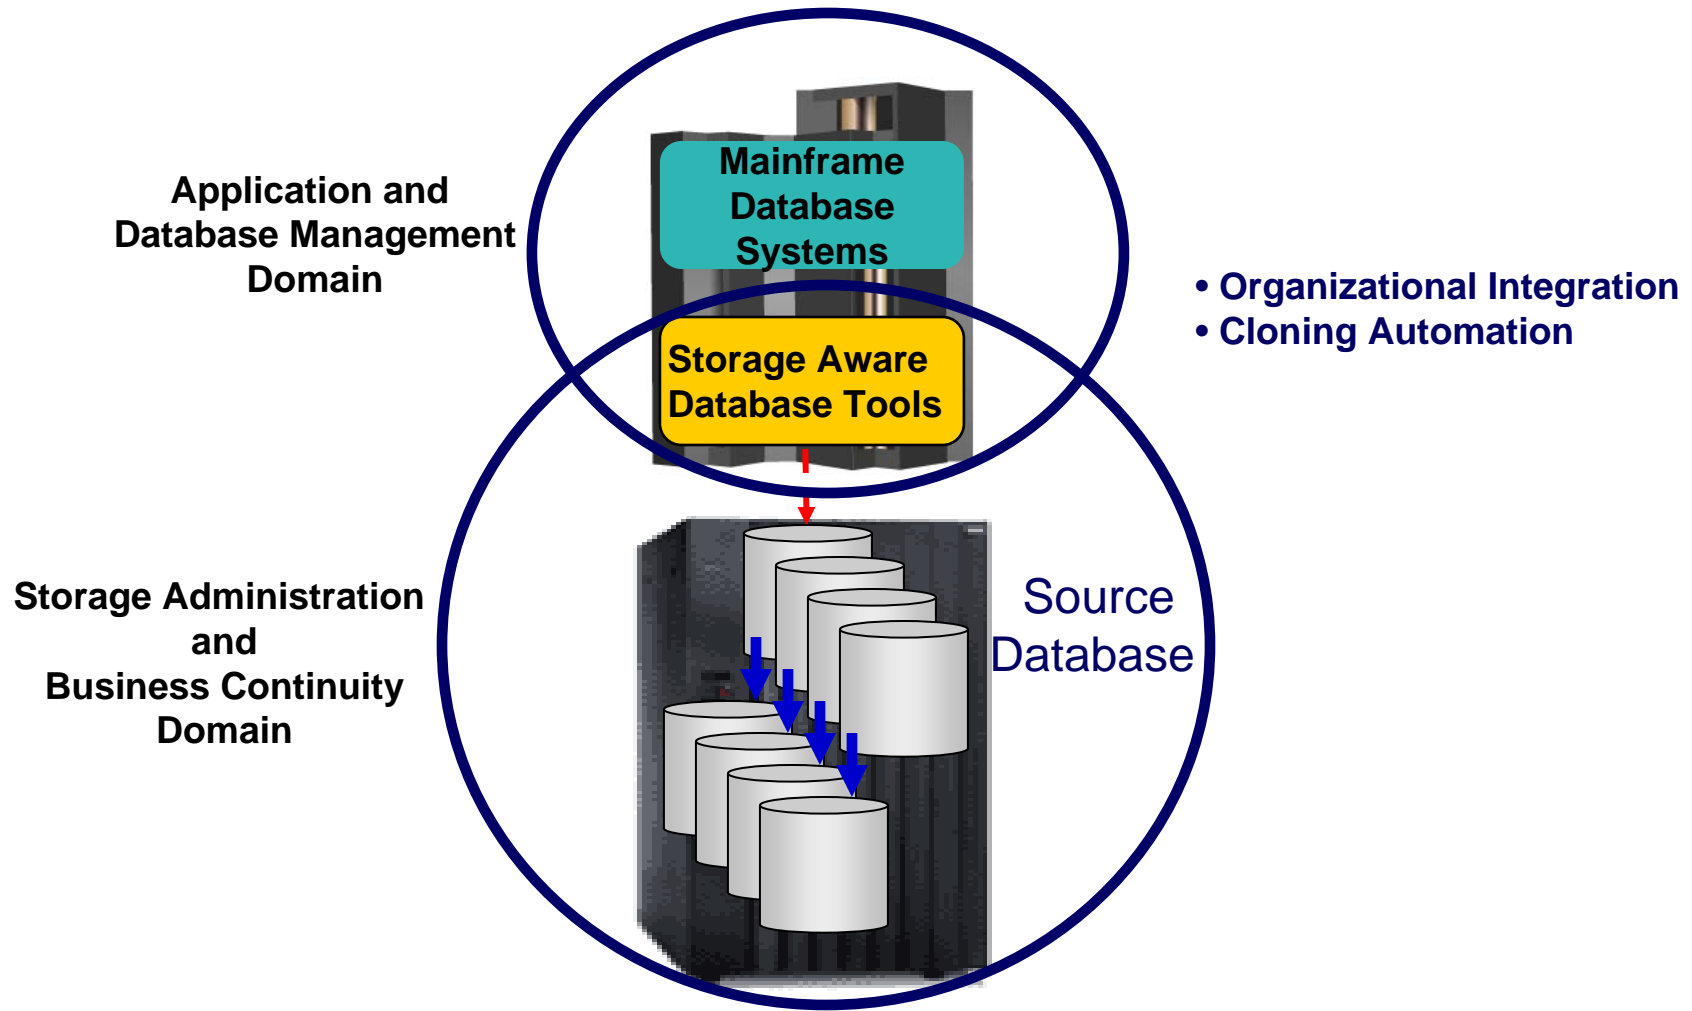 Mainframe
Database
Systems
Application and
Database Management
Domain
• Organizational Integration
• Cloning Automation
Storage Aware
Database Tools
Source
Database
Storage Administration
and
Business Continuity
Domain